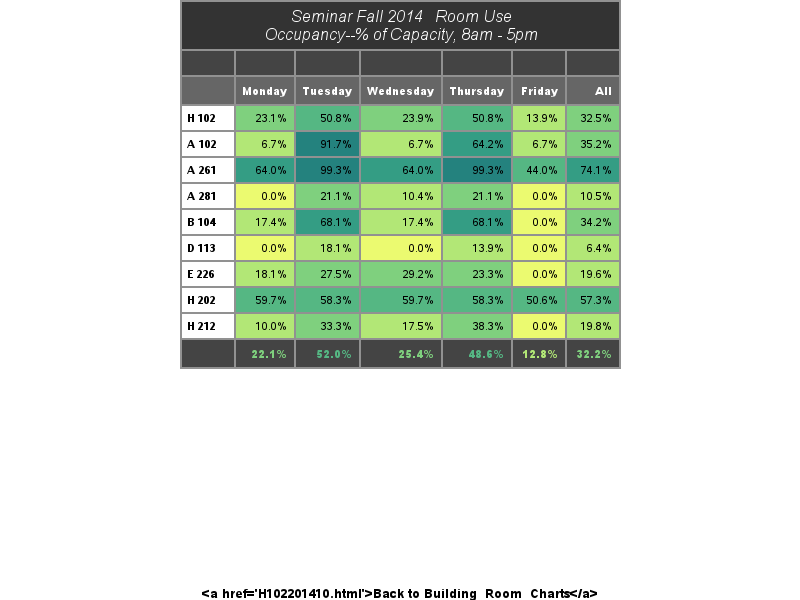 Seminar Fall 2014 Room Use
Occupancy--% of Capacity, 8am - 5pm
Monday Tuesday Wednesday Thursday Friday All
H 102 23.1% 50.8% 23.9% 50.8% 13.9% 32.5%
A 102 6.7% 91.7% 6.7% 64.2% 6.7% 35.2%
A 261 64.0% 99.3% 64.0% 99.3% 44.0% 74.1%
A 281 0.0% 21.1% 10.4% 21.1% 0.0% 10.5%
B 104 17.4% 68.1% 17.4% 68.1% 0.0% 34.2%
D 113 0.0% 18.1% 0.0% 13.9% 0.0% 6.4%
E 226 18.1% 27.5% 29.2% 23.3% 0.0% 19.6%
H 202 59.7% 58.3% 59.7% 58.3% 50.6% 57.3%
H 212 10.0% 33.3% 17.5% 38.3% 0.0% 19.8%
22.1% 52.0% 25.4% 48.6% 12.8% 32.2%
<a href='H102201410.html'>Back to Building_Room_Charts</a>